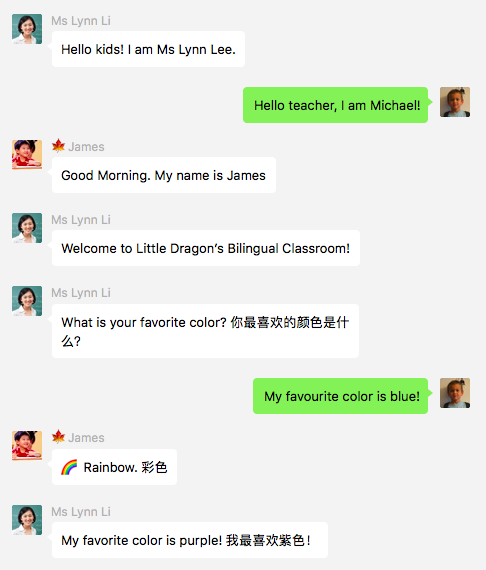 Ms Lynn Li
Hello kids! I am Ms Lynn Lee.
Hello teacher, I am Michael!
🍁 James
Good Morning. My name is James
Ms Lynn Li
Welcome to Little Dragon’s Bilingual Classroom!
Ms Lynn Li
What is your favorite color? 你最喜欢的颜色是什
么?
My favourite color is blue!
🍁 James
🌈 Rainbow. 彩色
Ms Lynn Li
My favorite color is purple! 我最喜欢紫色！